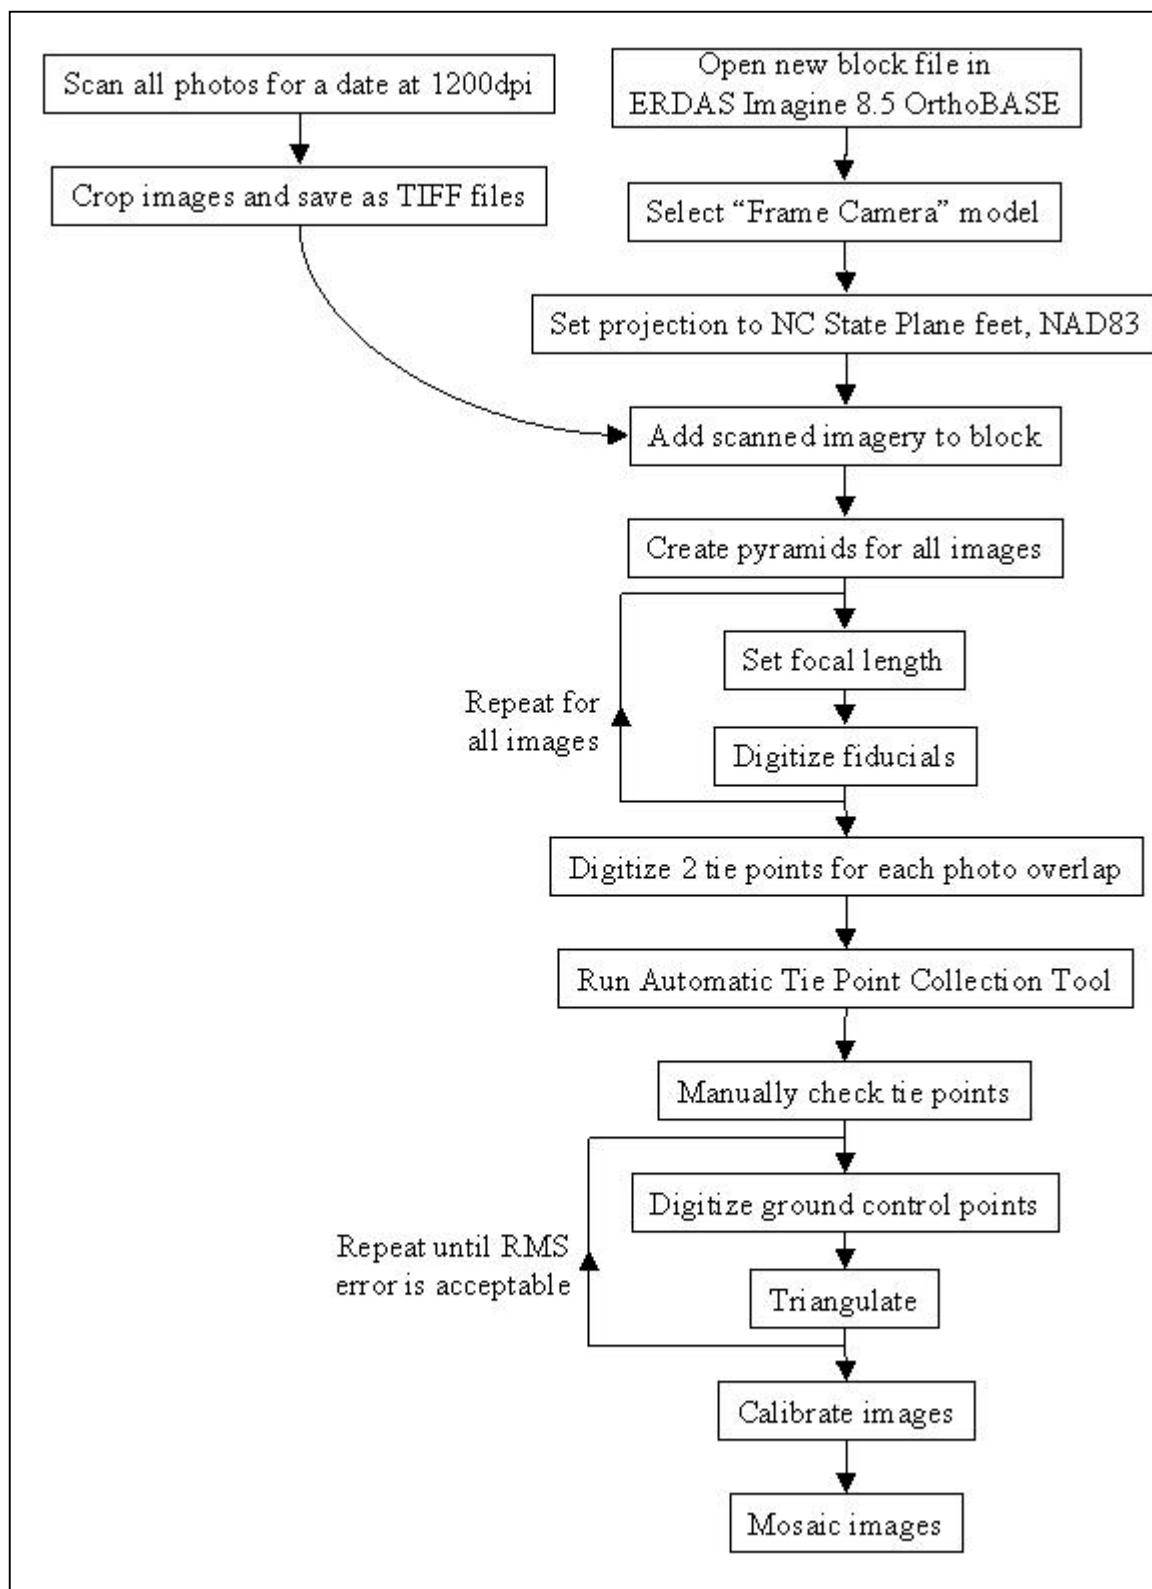 Scan all photos for a date at 1200dpi
Crop images and save as TIFF files
Open new block file in
ERDAS Imagine 8.5 OrthoBASE
Select “Frame Camera” model
Set projection to NC State Plane feet, NAD83
Add scanned imagery to block
Create pyramids for all images
Set focal length
Repeat for
all images
Digitize fiducials
Digitize 2 tie points for each photo overlap
Run Automatic Tie Point Collection Tool
Manually check tie points
Digitize ground control points
Repeat until RMS
error is acceptable
Triangulate
Calibrate images
Mosaic images